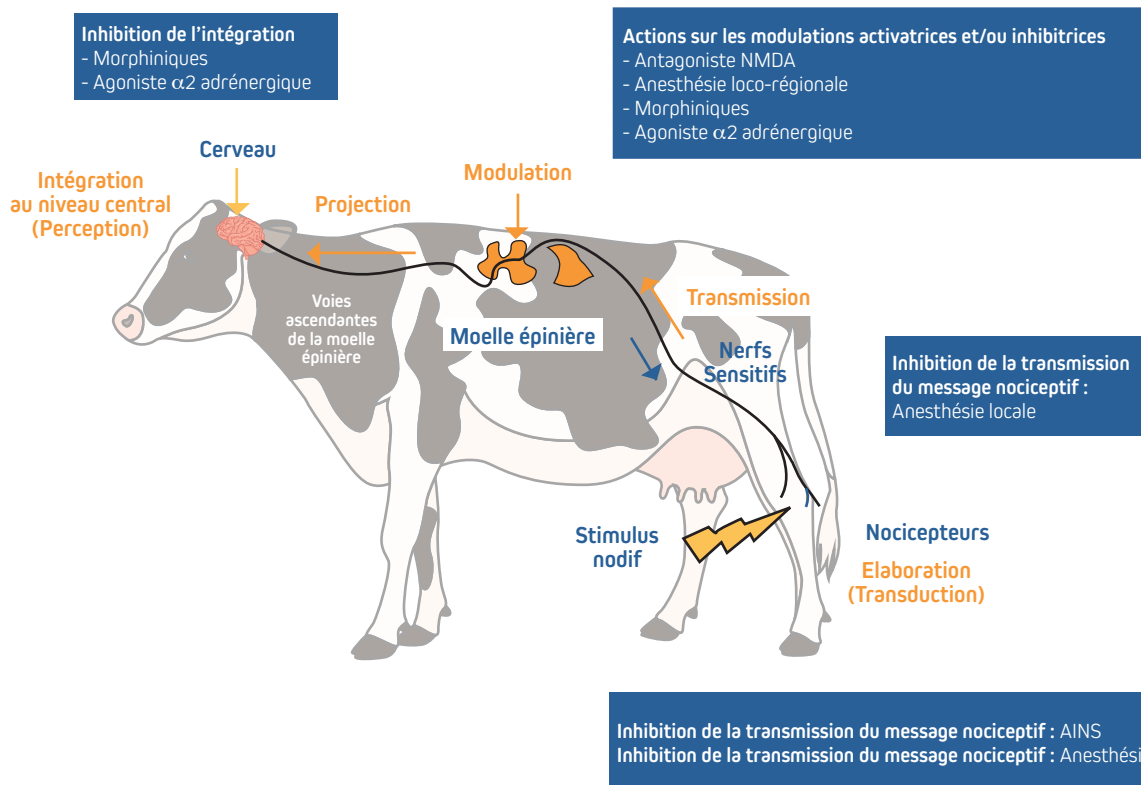 Inhibition de l'intégration
- Morphiniques
- Agoniste α2 adrénergique
Actions sur les modulations activatrices et/ou inhibitrices
- Antagoniste NMDA
- Anesthésie loco-régionale
- Morphiniques
- Agoniste α2 adrénergique
Cerveau
Intégration
au niveau central
(Perception)
Projection
Modulation
Voies
ascendantes
de la moelle
épinière
Moelle épinière
Transmission
Nerfs
Sensitifs
Inhibition de la transmission
du message nociceptif :
Anesthésie locale
Stimulus
nodif
Nocicepteurs
Elaboration
(Transduction)
Inhibition de la transmission du message nociceptif : AINS
Inhibition de la transmission du message nociceptif : Anesthési